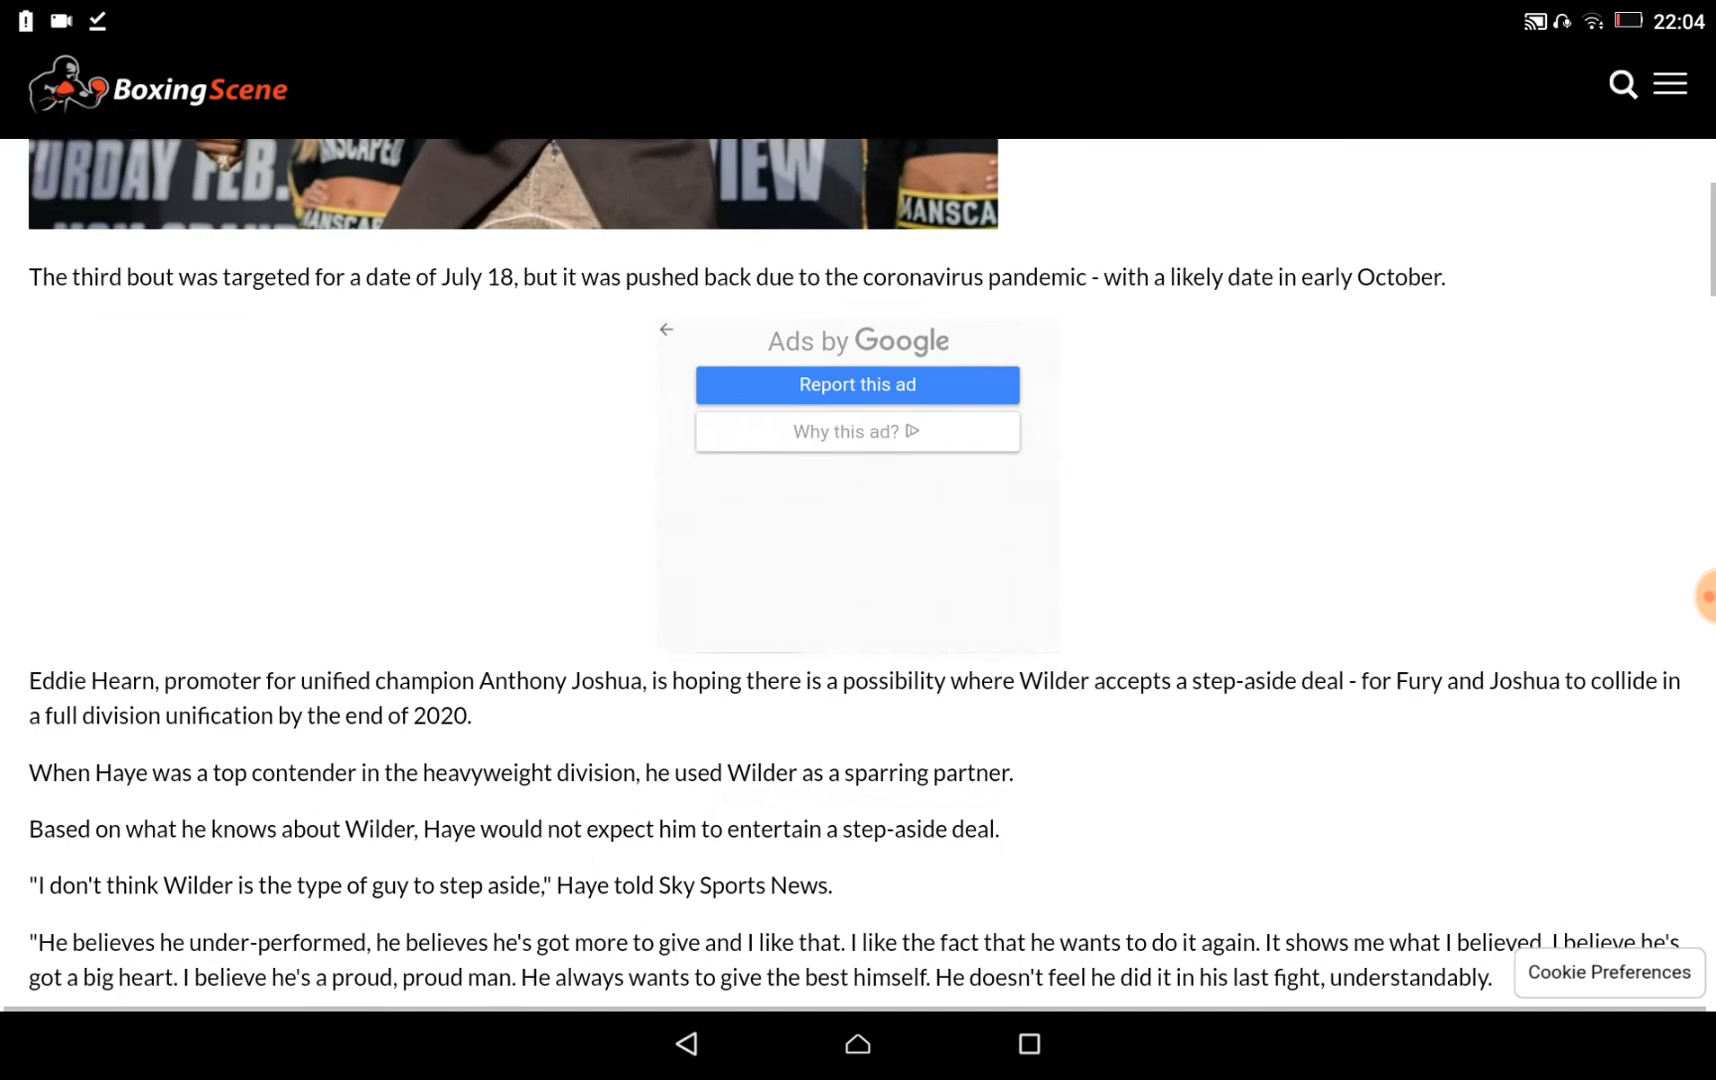 22:04
BoxingScene
URDAY FEB.
ANSCAPED
IEW
MANSCA
MANSCA
The third bout was targeted for a date of July 18, but it was pushed back due to the coronavirus pandemic - with a likely date in early October.
Ads by Google
Report this ad
Why this ad?
Eddie Hearn, promoter for unified champion Anthony Joshua, is hoping there is a possibility where Wilder accepts a step-aside deal - for Fury and Joshua to collide in
a full division unification by the end of 2020.
When Haye was a top contender in the heavyweight division, he used Wilder as a sparring partner.
Based on what he knows about Wilder, Haye would not expect him to entertain a step-aside deal.
"I don't think Wilder is the type of guy to step aside," Haye told Sky Sports News.
"He believes he under-performed, he believes he's got more to give and I like that. I like the fact that he wants to do it again. It shows me what I believed. I believe he's
got a big heart. I believe he's a proud, proud man. He always wants to give the best himself. He doesn't feel he did it in his last fight, understandably.
Cookie Preferences